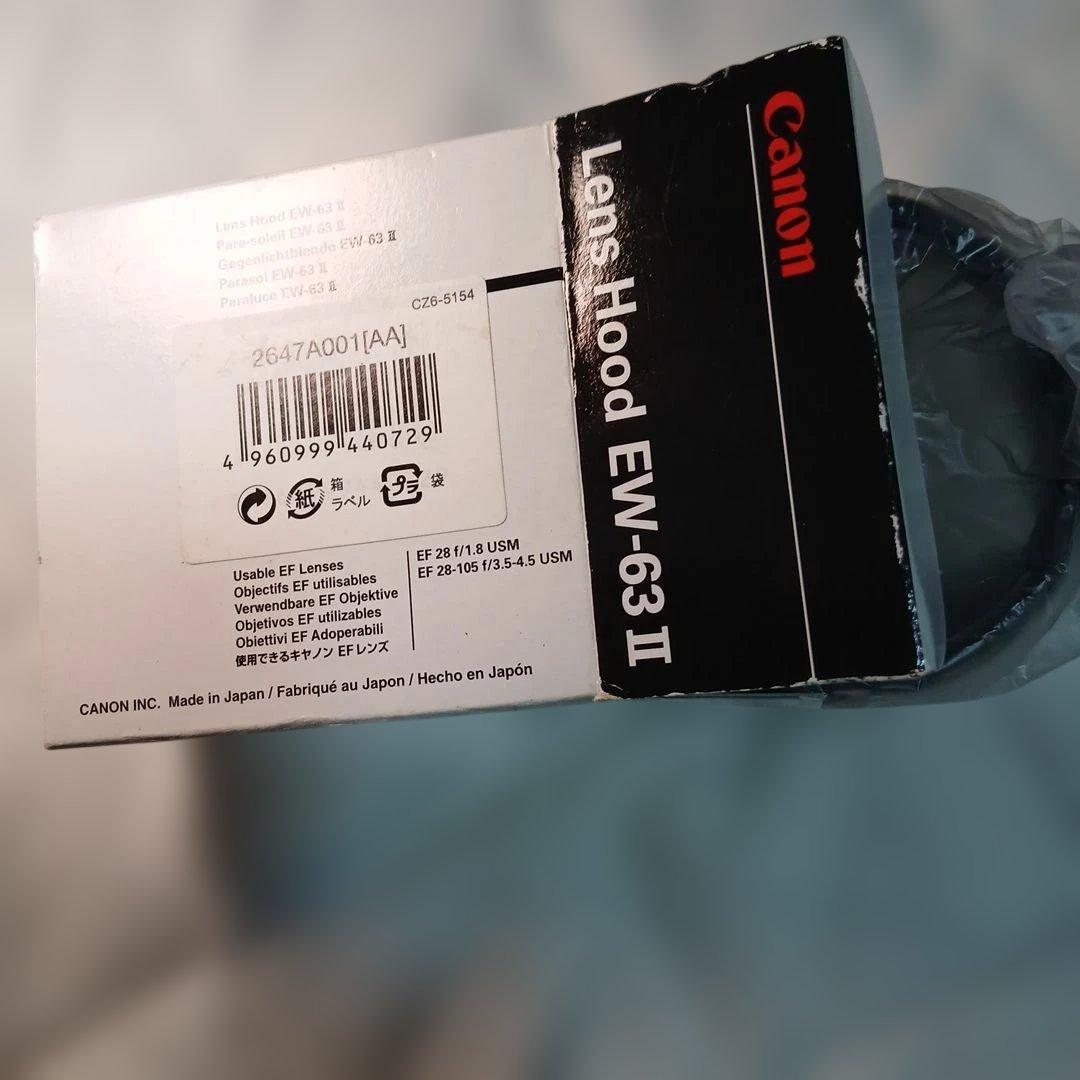 Canon
Lens Hood EW-63 II
Lens Hood EW-63 II
Pare-soleil EW-63 II
Gegenlichtblende EW-63 II
Parasol EW-63 II
Paraluce EW-63 II
CZ6-5154
2647A001[AA]
4 960999 440729
紙
箱
ラベル
プラ
袋
Usable EF Lenses
Objectifs EF utilisables
Verwendbare EF Objektive
Objetivos EF utilizables
Obiettivi EF Adoperabili
使用できるキヤノン EF レンズ
EF 28 f/1.8 USM
EF 28-105 f/3.5-4.5 USM
CANON INC. Made in Japan / Fabriqué au Japon / Hecho en Japón